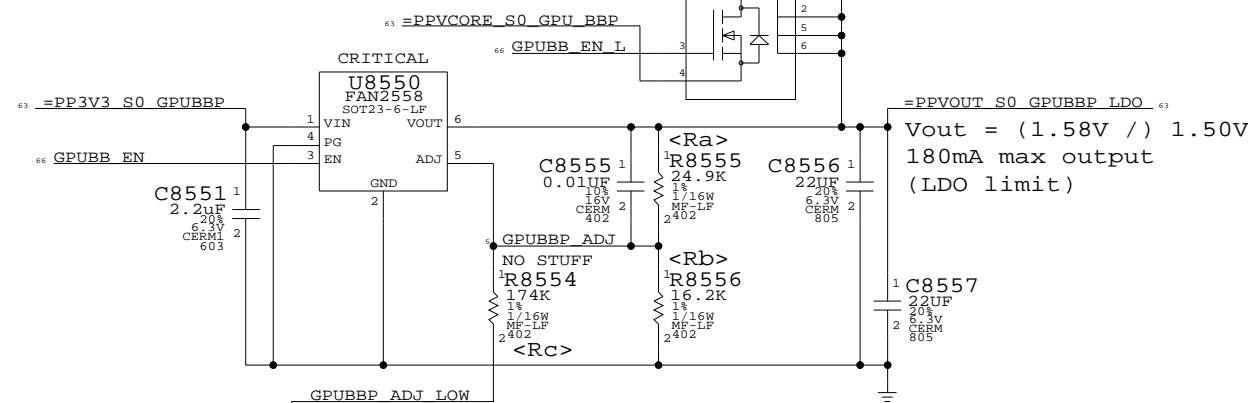 63 =PPVCORE_S0_GPU_BBP
66 GPUBB_EN_L
3
4
2
5
6
CRITICAL
U8550
FAN2558
SOT23-6-LF
63 =PP3V3_S0_GPUBBP
1 VIN VOUT 6
4 PG
66 GPUBB_EN
3 EN ADJ 5
GND
2
C8551 1
2.2uF
20%
6.3V
CERM1
603
2
C8555 1
0.01UF
10%
16V
CERM
402
2
<Ra>
1 R8555
24.9K
1%
1/16W
MF-LF
402
2
C8556 1
22UF
20%
6.3V
CERM
805
2
=PPVOUT_S0_GPUBBP_LDO 63
Vout = (1.58V /) 1.50V
180mA max output
(LDO limit)
5 GPUBBP_ADJ
NO STUFF
1 R8554
174K
1%
1/16W
MF-LF
402
2
<Rc>
<Rb>
1 R8556
16.2K
1%
1/16W
MF-LF
402
2
1 C8557
22UF
20%
6.3V
CERM
805
2
GPUBBP_ADJ_LOW